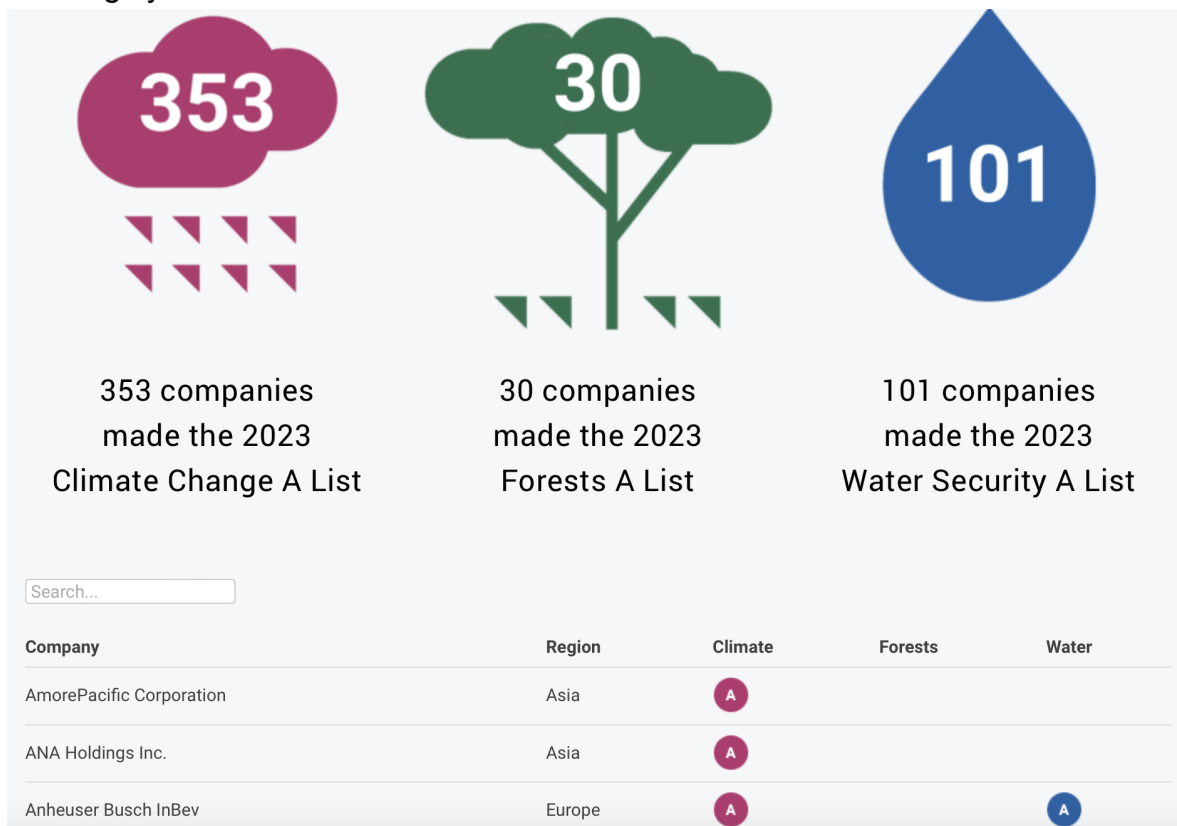 353
30
101
353 companies
made the 2023
Climate Change A List
30 companies
made the 2023
Forests A List
101 companies
made the 2023
Water Security A List
Search...
Company Region Climate Forests Water
AmorePacific Corporation Asia A
ANA Holdings Inc. Asia A
Anheuser Busch InBev Europe A A